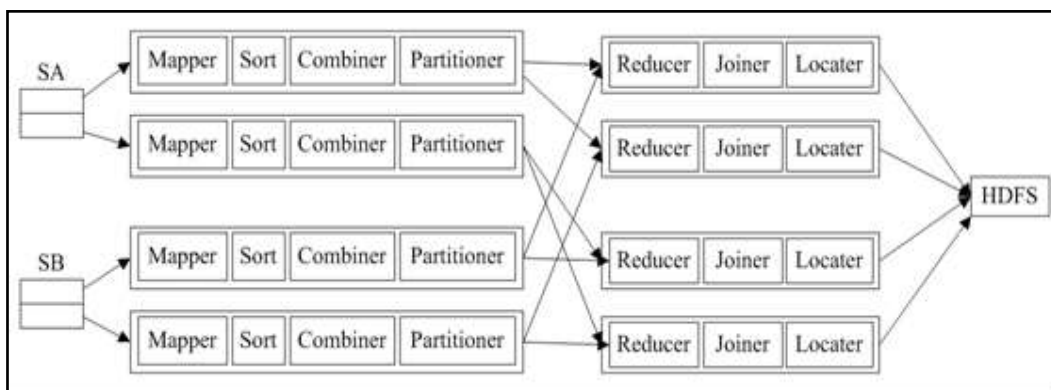 SA
Mapper Sort Combiner Partitioner
Reducer Joiner Locater
Mapper Sort Combiner Partitioner
Reducer Joiner Locater
HDFS
SB
Mapper Sort Combiner Partitioner
Reducer Joiner Locater
Mapper Sort Combiner Partitioner
Reducer Joiner Locater